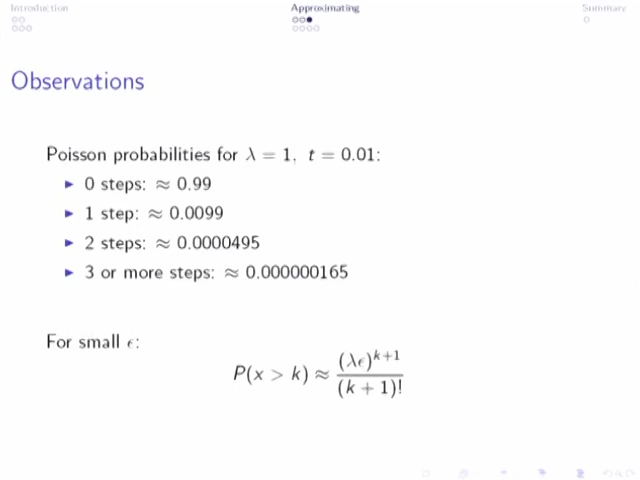 Introduction Approximating Summary
Observations
Poisson probabilities for λ = 1, t = 0.01:
► 0 steps: ≈ 0.99
► 1 step: ≈ 0.0099
► 2 steps: ≈ 0.0000495
► 3 or more steps: ≈ 0.000000165
For small ϵ:
P(x > k) ≈ (λϵ)^{k+1} / (k + 1)!